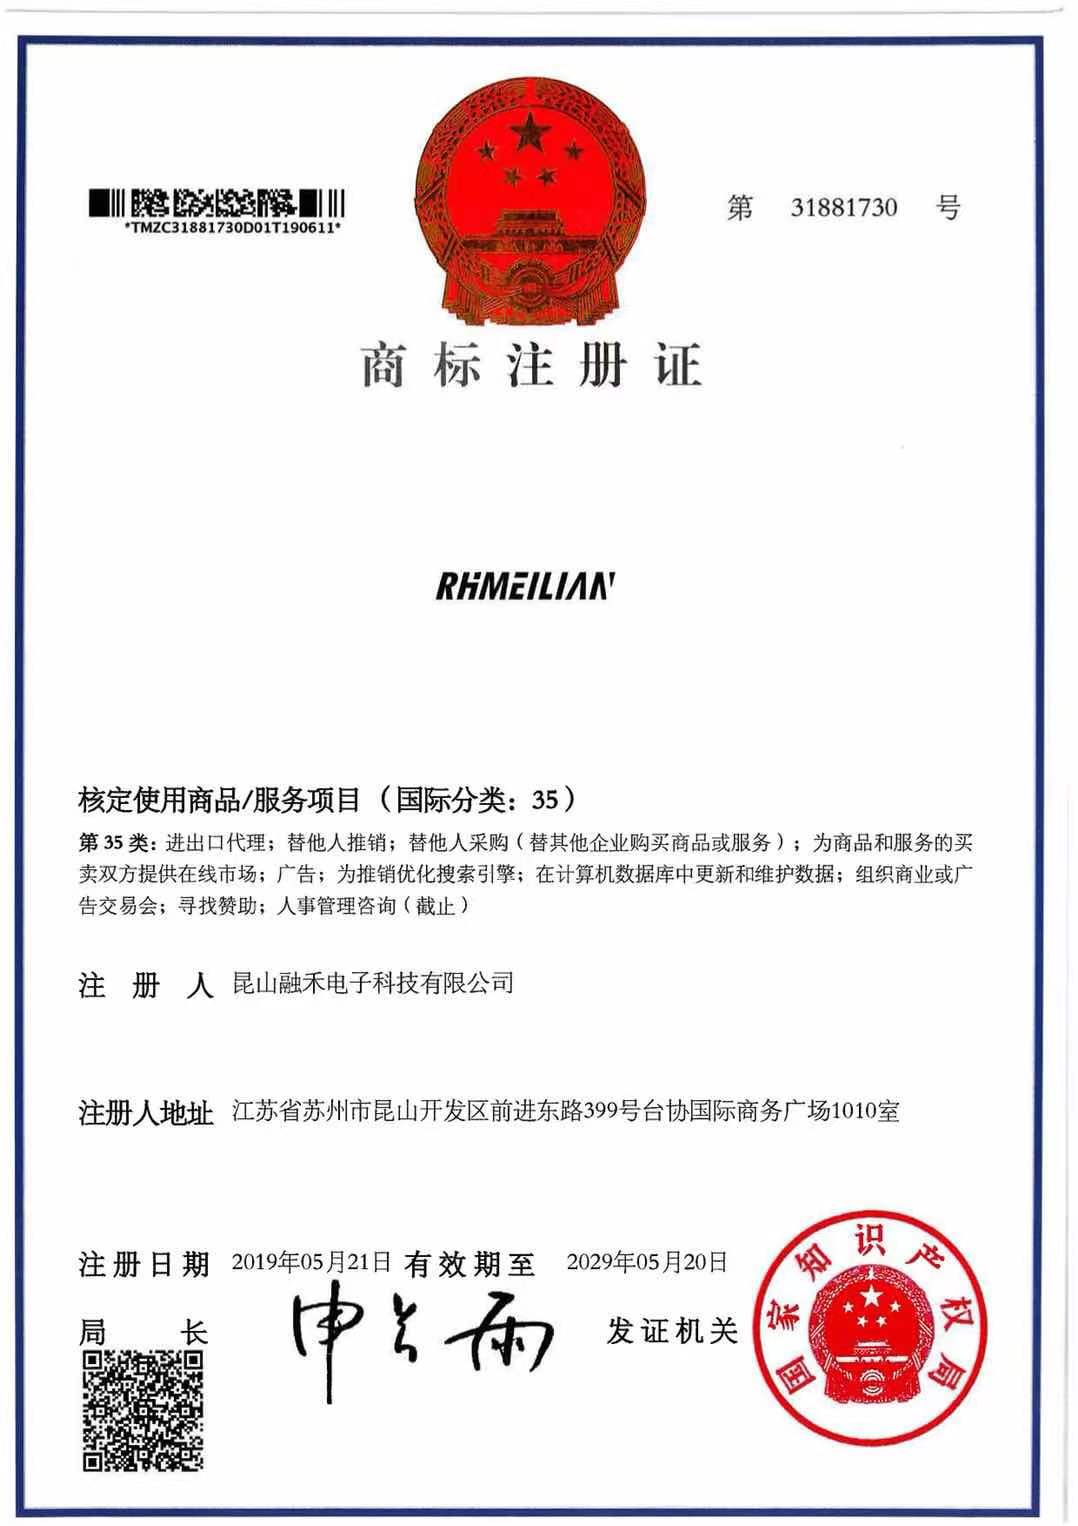 *TMZC31881730D01T190611*
第 31881730 号
商标注册证
RHMEILIAN
核定使用商品/服务项目（国际分类：35）
第 35 类：进出口代理；替他人推销；替他人采购（替其他企业购买商品或服务）；为商品和服务的买
卖双方提供在线市场；广告；为推销优化搜索引擎；在计算机数据库中更新和维护数据；组织商业或广
告交易会；寻找赞助；人事管理咨询（截止）
注 册 人 昆山融禾电子科技有限公司
注册人地址 江苏省苏州市昆山开发区前进东路399号台协国际商务广场1010室
注册日期 2019年05月21日 有效期至 2029年05月20日
局 长 申长雨 发证机关
国家知识产权局